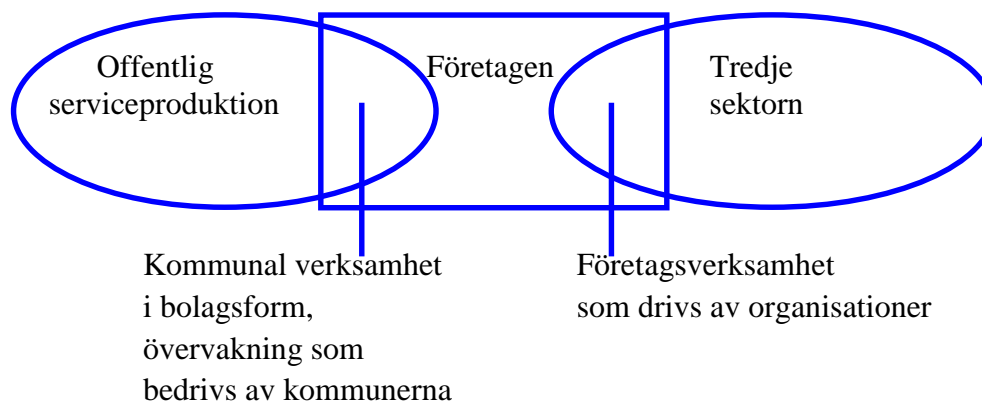 Offentlig
serviceproduktion
Företagen
Tredje
sektorn
Kommunal verksamhet
i bolagsform,
övervakning som
bedrivs av kommunerna
Företagsverksamhet
som drivs av organisationer